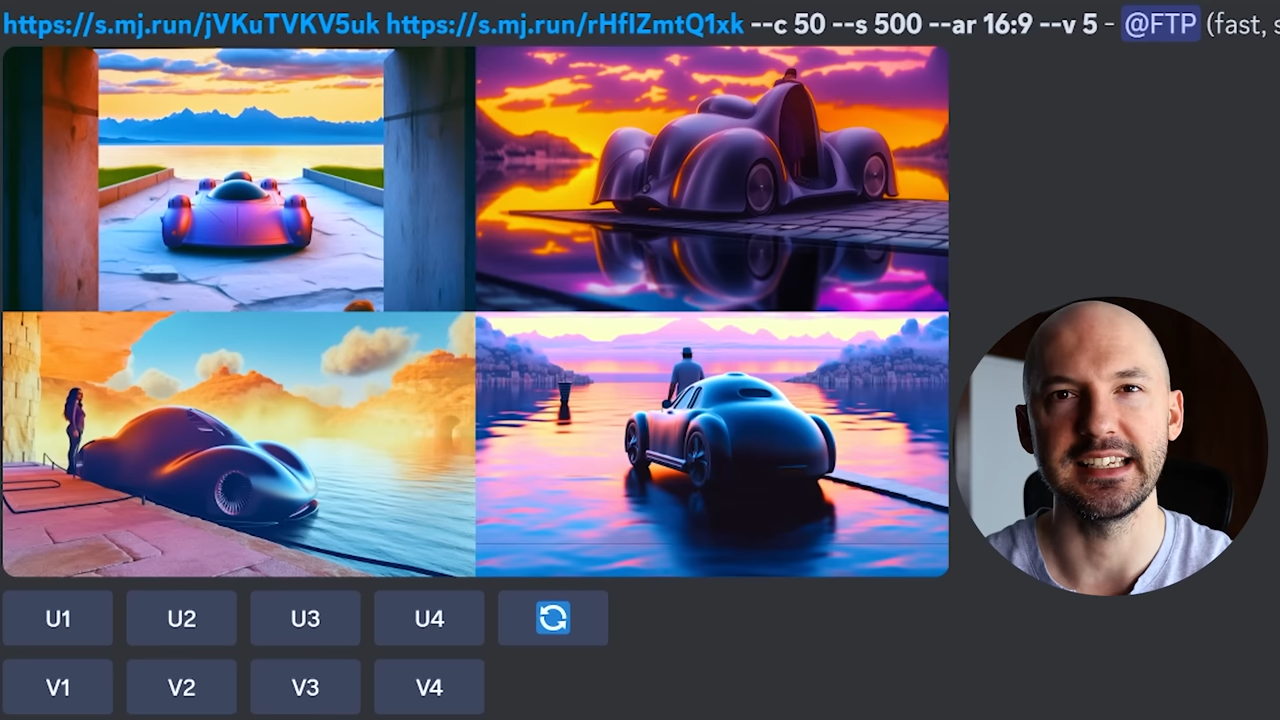 https://s.mj.run/jVKuTVKV5uk https://s.mj.run/rHfIZmtQ1xk --c 50 --s 500 --ar 16:9 --v 5 - @FTP (fast,
U1 U2 U3 U4
V1 V2 V3 V4